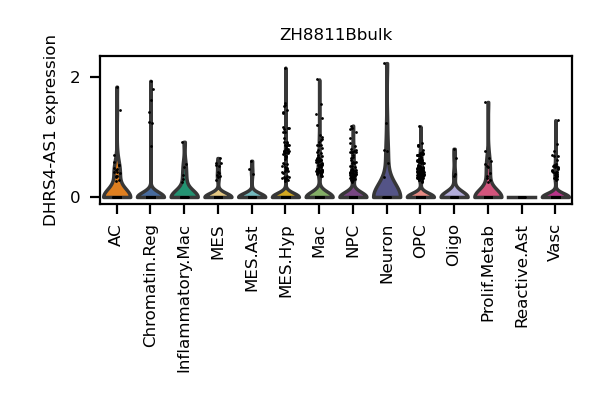 ZH8811Bbulk
DHRS4-AS1 expression
2
0
AC
Chromatin.Reg
Inflammatory.Mac
MES
MES.Ast
MES.Hyp
Mac
NPC
Neuron
OPC
Oligo
Prolif.Metab
Reactive.Ast
Vasc